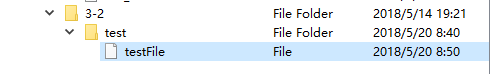 3-2 File Folder 2018/5/14 19:21
test File Folder 2018/5/20 8:40
testFile File 2018/5/20 8:50